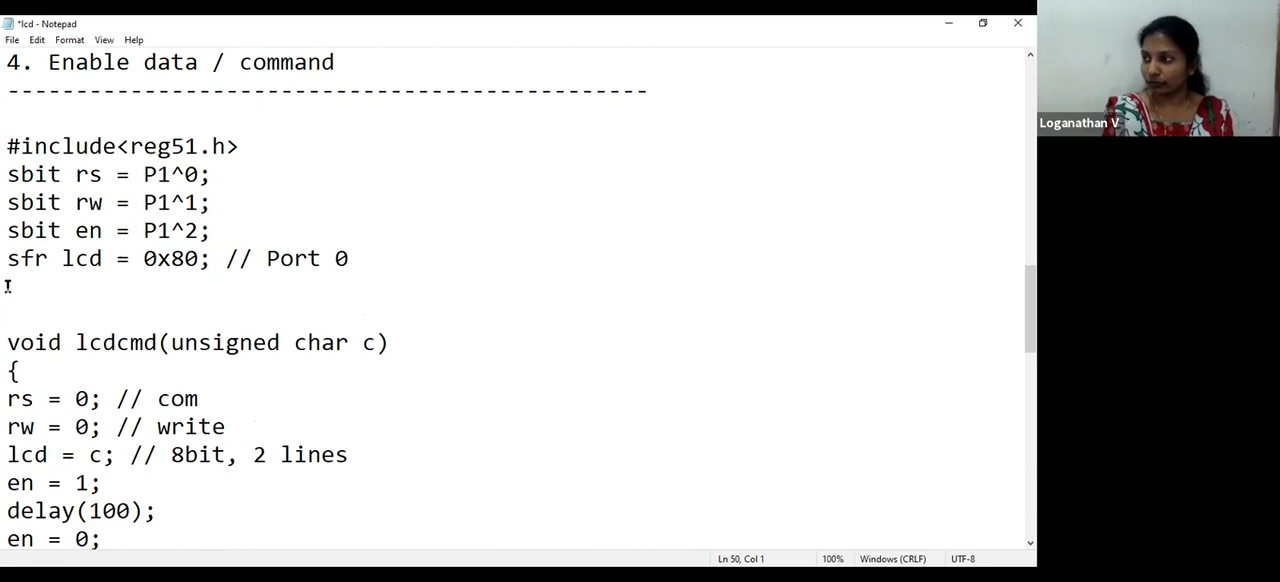 *lcd - Notepad
File Edit Format View Help
4. Enable data / command
-----------------------------------------------
#include<reg51.h>
sbit rs = P1^0;
sbit rw = P1^1;
sbit en = P1^2;
sfr lcd = 0x80; // Port 0
void lcdcmd(unsigned char c)
{
rs = 0; // com
rw = 0; // write
lcd = c; // 8bit, 2 lines
en = 1;
delay(100);
en = 0;
Ln 50, Col 1 100% Windows (CRLF) UTF-8
Loganathan V